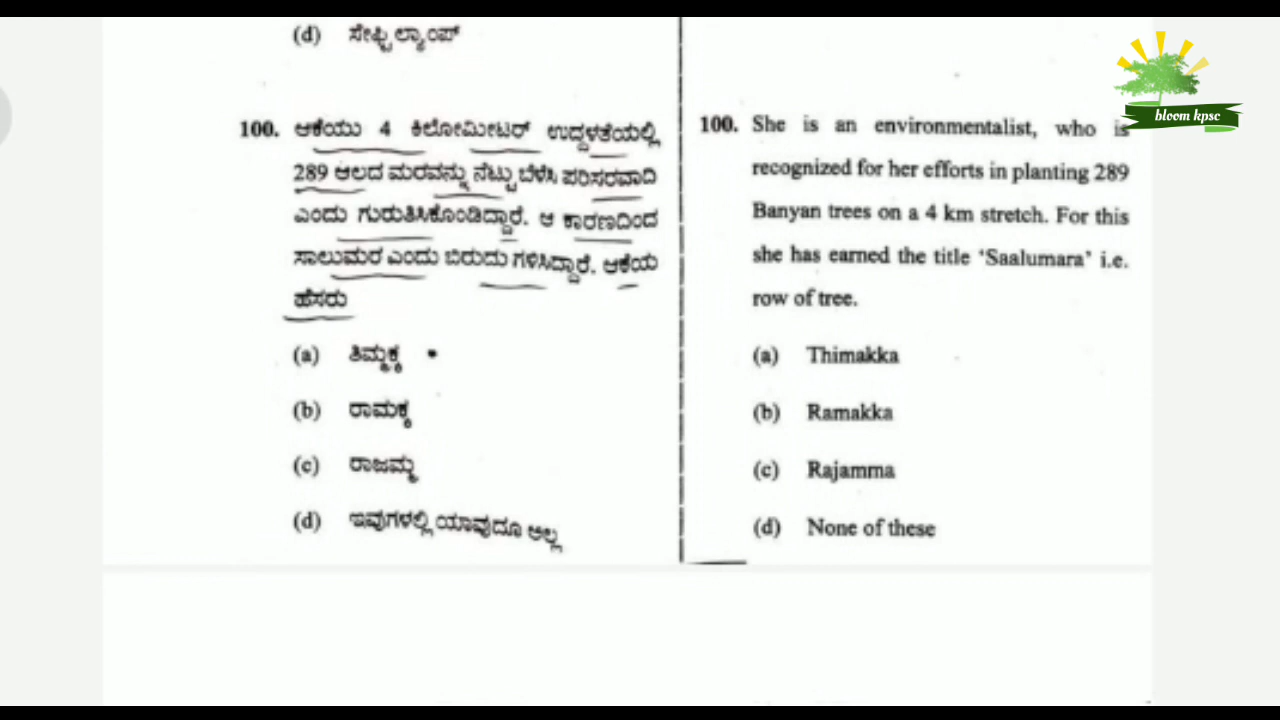 (d) ಸೇಫ್ಟಿ ಲ್ಯಾಂಪ್
100. ಆಕೆಯು 4 ಕಿಲೋಮೀಟರ್ ಉದ್ದಳತೆಯಲ್ಲಿ
289 ಆಲದ ಮರವನ್ನು ನೆಟ್ಟು ಬೆಳೆಸಿ ಪರಿಸರವಾದಿ
ಎಂದು ಗುರುತಿಸಿಕೊಂಡಿದ್ದಾರೆ. ಆ ಕಾರಣದಿಂದ
ಸಾಲುಮರ ಎಂದು ಬಿರುದು ಗಳಿಸಿದ್ದಾರೆ. ಆಕೆಯ
ಹೆಸರು
(a) ತಿಮ್ಮಕ್ಕ
(b) ರಾಮಕ್ಕ
(c) ರಾಜಮ್ಮ
(d) ಇವುಗಳಲ್ಲಿ ಯಾವುದೂ ಅಲ್ಲ
100. She is an environmentalist, who is
recognized for her efforts in planting 289
Banyan trees on a 4 km stretch. For this
she has earned the title ‘Saalumara’ i.e.
row of tree.
(a) Thimakka
(b) Ramakka
(c) Rajamma
(d) None of these
bloom kpsc